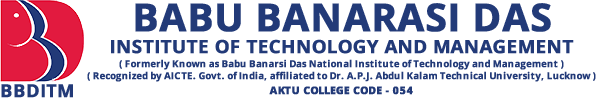 BABU BANARASI DAS
INSTITUTE OF TECHNOLOGY AND MANAGEMENT
( Formerly Known as Babu Banarsi Das National Institute of Technology and Management )
( Recognized by AICTE. Govt. of India, affiliated to Dr. A.P.J. Abdul Kalam Technical University, Lucknow )
AKTU COLLEGE CODE - 054
BBDITM